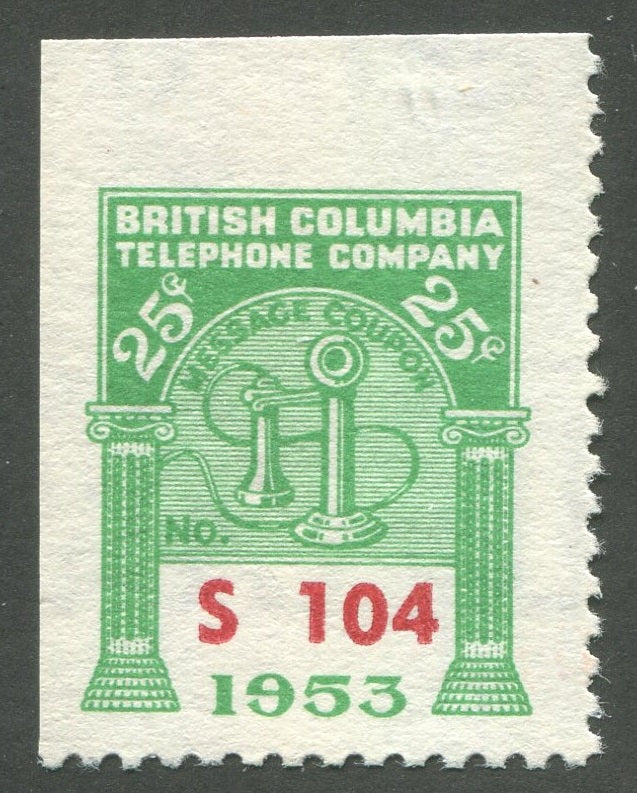 BRITISH COLUMBIA
TELEPHONE COMPANY
25¢ 25¢
MESSAGE COUPON
NO.
S 104
1953